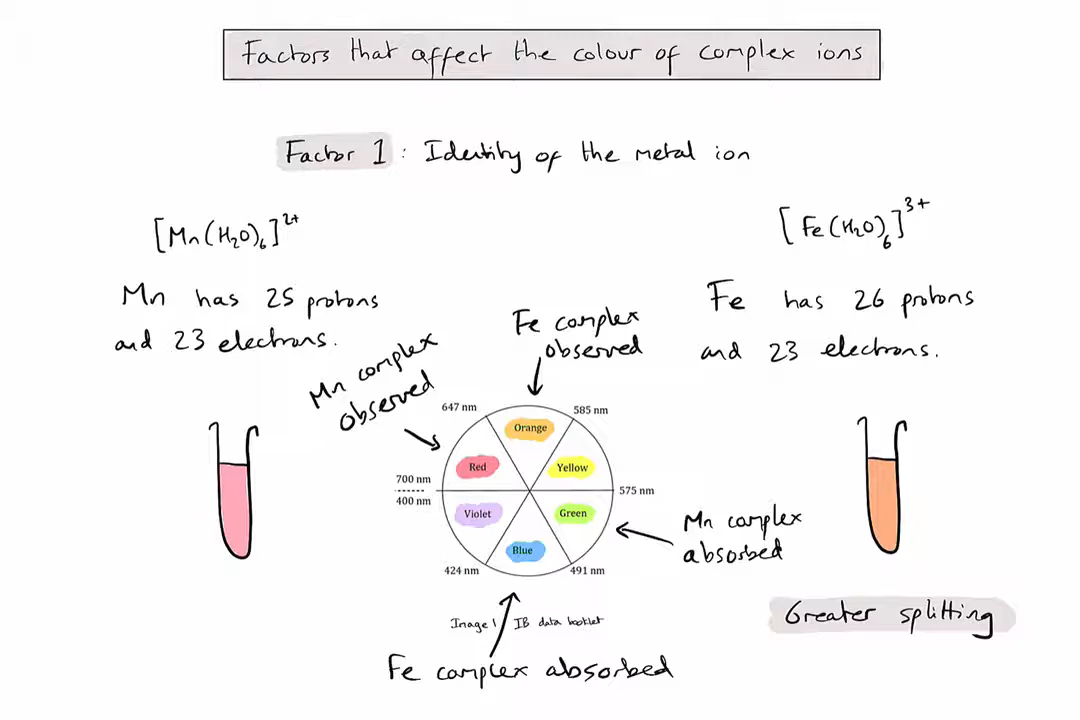 Factors that affect the colour of complex ions
Factor 1 : Identity of the metal ion
[Mn(H₂O)₆]²⁺
Mn has 25 protons
and 23 electrons.
[Fe(H₂O)₆]³⁺
Fe has 26 protons
and 23 electrons.
Mn complex
observed
Fe complex
observed
647 nm
585 nm
Orange
Red
Yellow
700 nm
400 nm
575 nm
Violet
Green
Blue
424 nm
491 nm
Mn complex
absorbed
Image 1 IB data booklet
Fe complex absorbed
Greater splitting